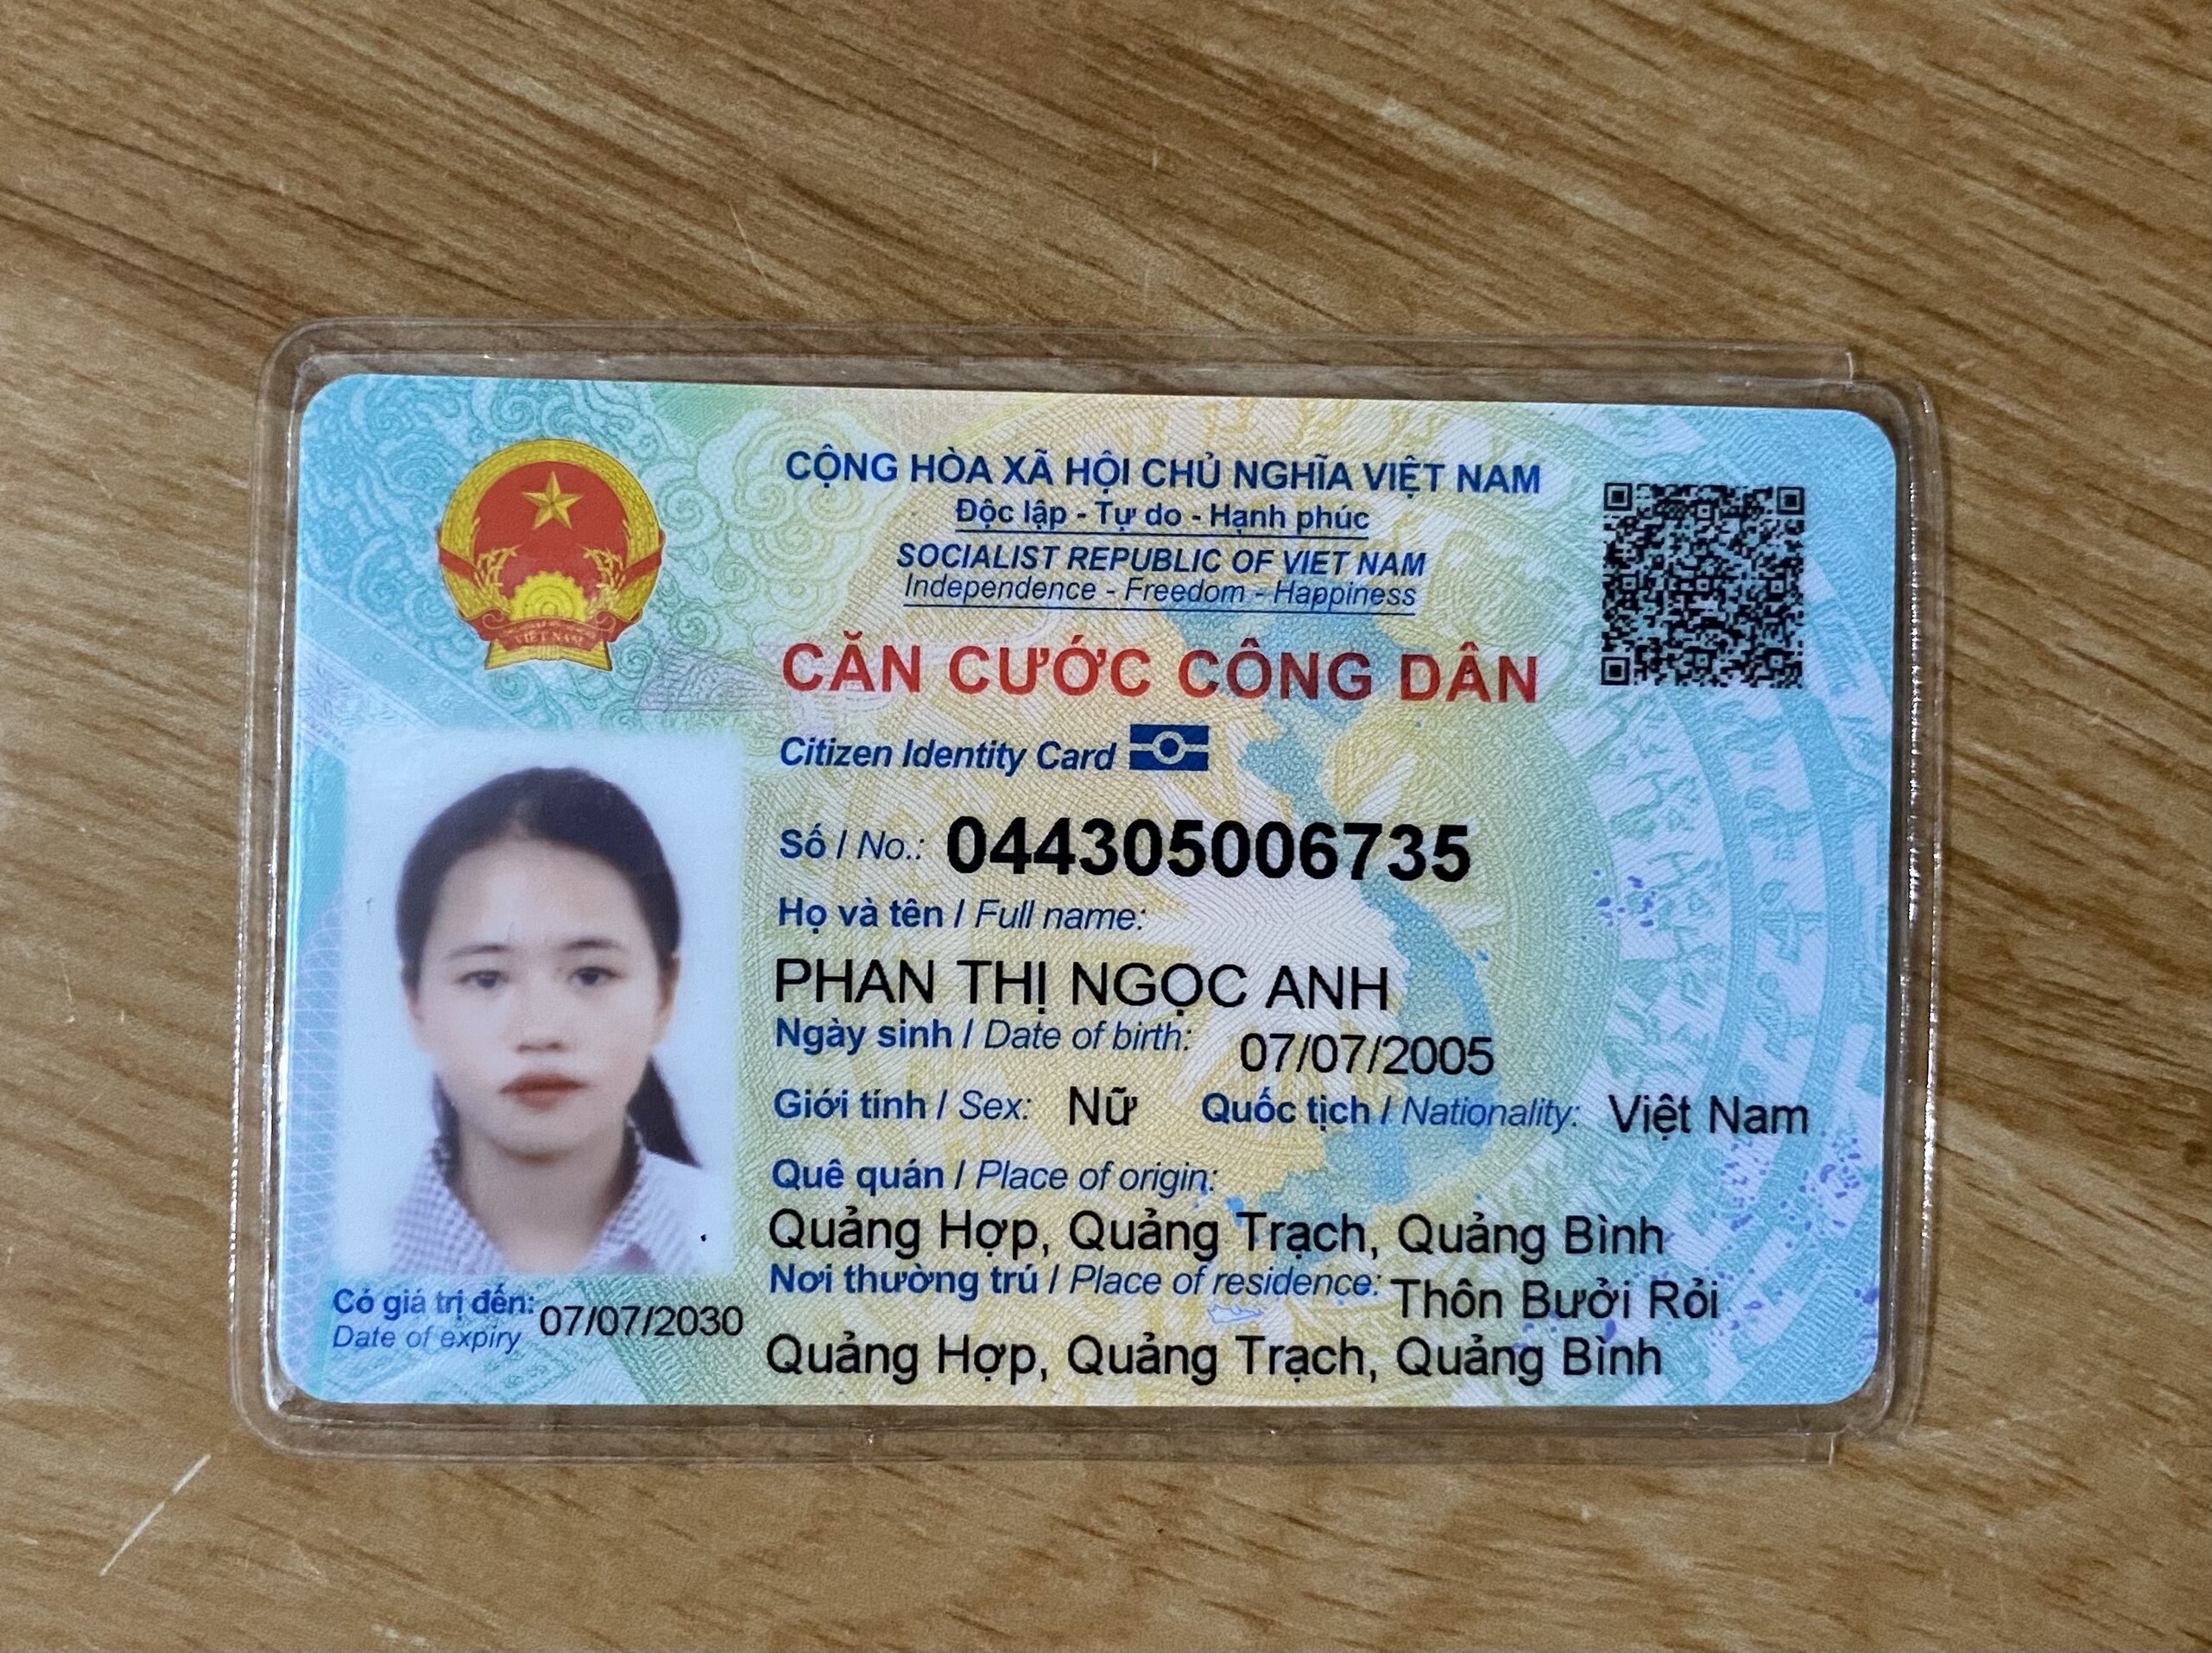 CỘNG HÒA XÃ HỘI CHỦ NGHĨA VIỆT NAM
Độc lập - Tự do - Hạnh phúc
SOCIALIST REPUBLIC OF VIET NAM
Independence - Freedom - Happiness
CĂN CƯỚC CÔNG DÂN
Citizen Identity Card
Số / No.: 044305006735
Họ và tên / Full name:
PHAN THỊ NGỌC ANH
Ngày sinh / Date of birth: 07/07/2005
Giới tính / Sex: Nữ Quốc tịch / Nationality: Việt Nam
Quê quán / Place of origin:
Quảng Hợp, Quảng Trạch, Quảng Bình
Nơi thường trú / Place of residence: Thôn Bưởi Rỏi
Quảng Hợp, Quảng Trạch, Quảng Bình
Có giá trị đến: 07/07/2030
Date of expiry
VIỆT NAM